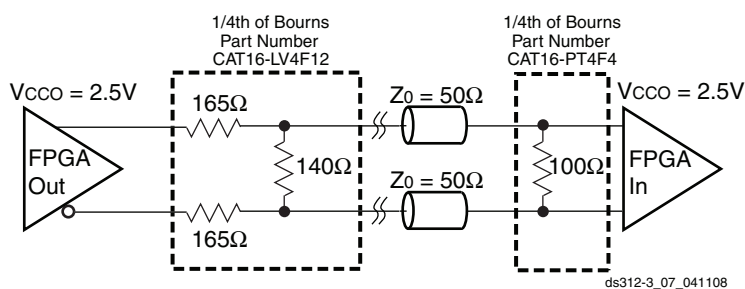 1/4th of Bourns
Part Number
CAT16-LV4F12
1/4th of Bourns
Part Number
CAT16-PT4F4
VCCO = 2.5V
165Ω
Z0 = 50Ω
VCCO = 2.5V
FPGA
Out
140Ω
Z0 = 50Ω
100Ω
FPGA
In
165Ω
ds312-3_07_041108